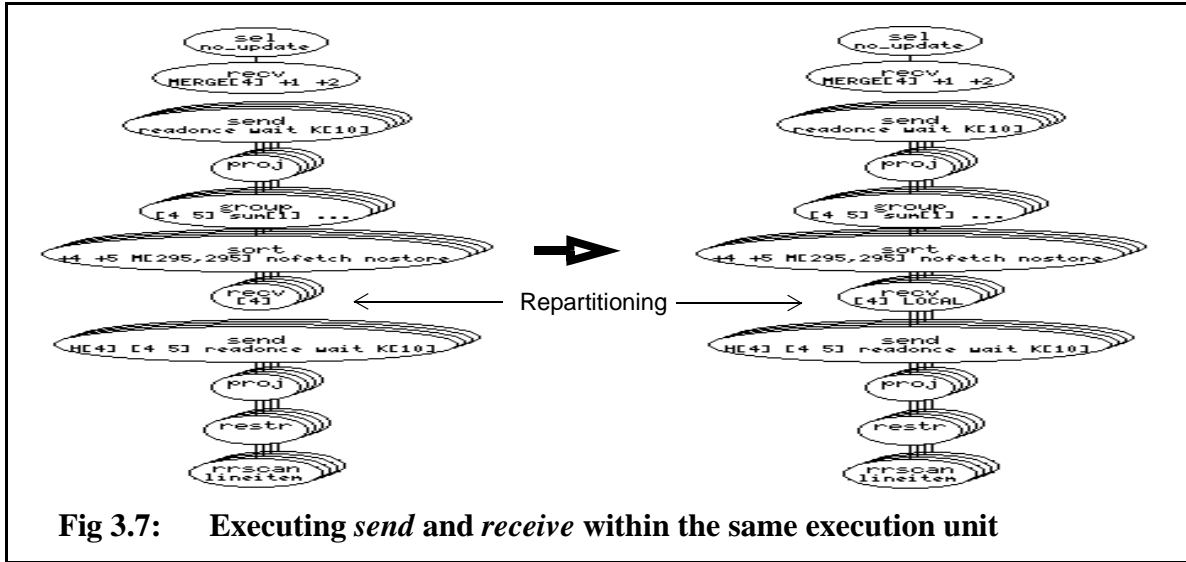 sel
no_update
recv
MERGE[4] +1 +2
send
readonce wait K[10]
proj
group
[4 5] sum[1] ...
sort
+4 +5 M[295,295] nofetch nostore
recv
[4]
send
H[4] [4 5] readonce wait K[10]
proj
restr
rrscan
lineitem
Repartitioning
sel
no_update
recv
MERGE[4] +1 +2
send
readonce wait K[10]
proj
group
[4 5] sum[1] ...
sort
+4 +5 M[295,295] nofetch nostore
recv
[4] LOCAL
send
H[4] [4 5] readonce wait K[10]
proj
restr
rrscan
lineitem
Fig 3.7: Executing send and receive within the same execution unit